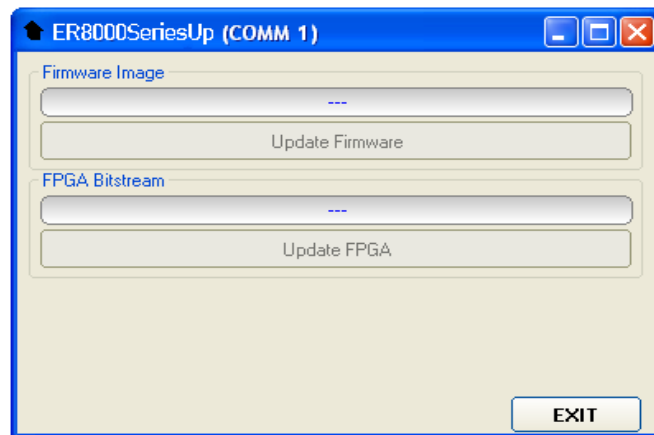 ER8000SeriesUp (COMM 1)
Firmware Image
---
Update Firmware
FPGA Bitstream
---
Update FPGA
EXIT